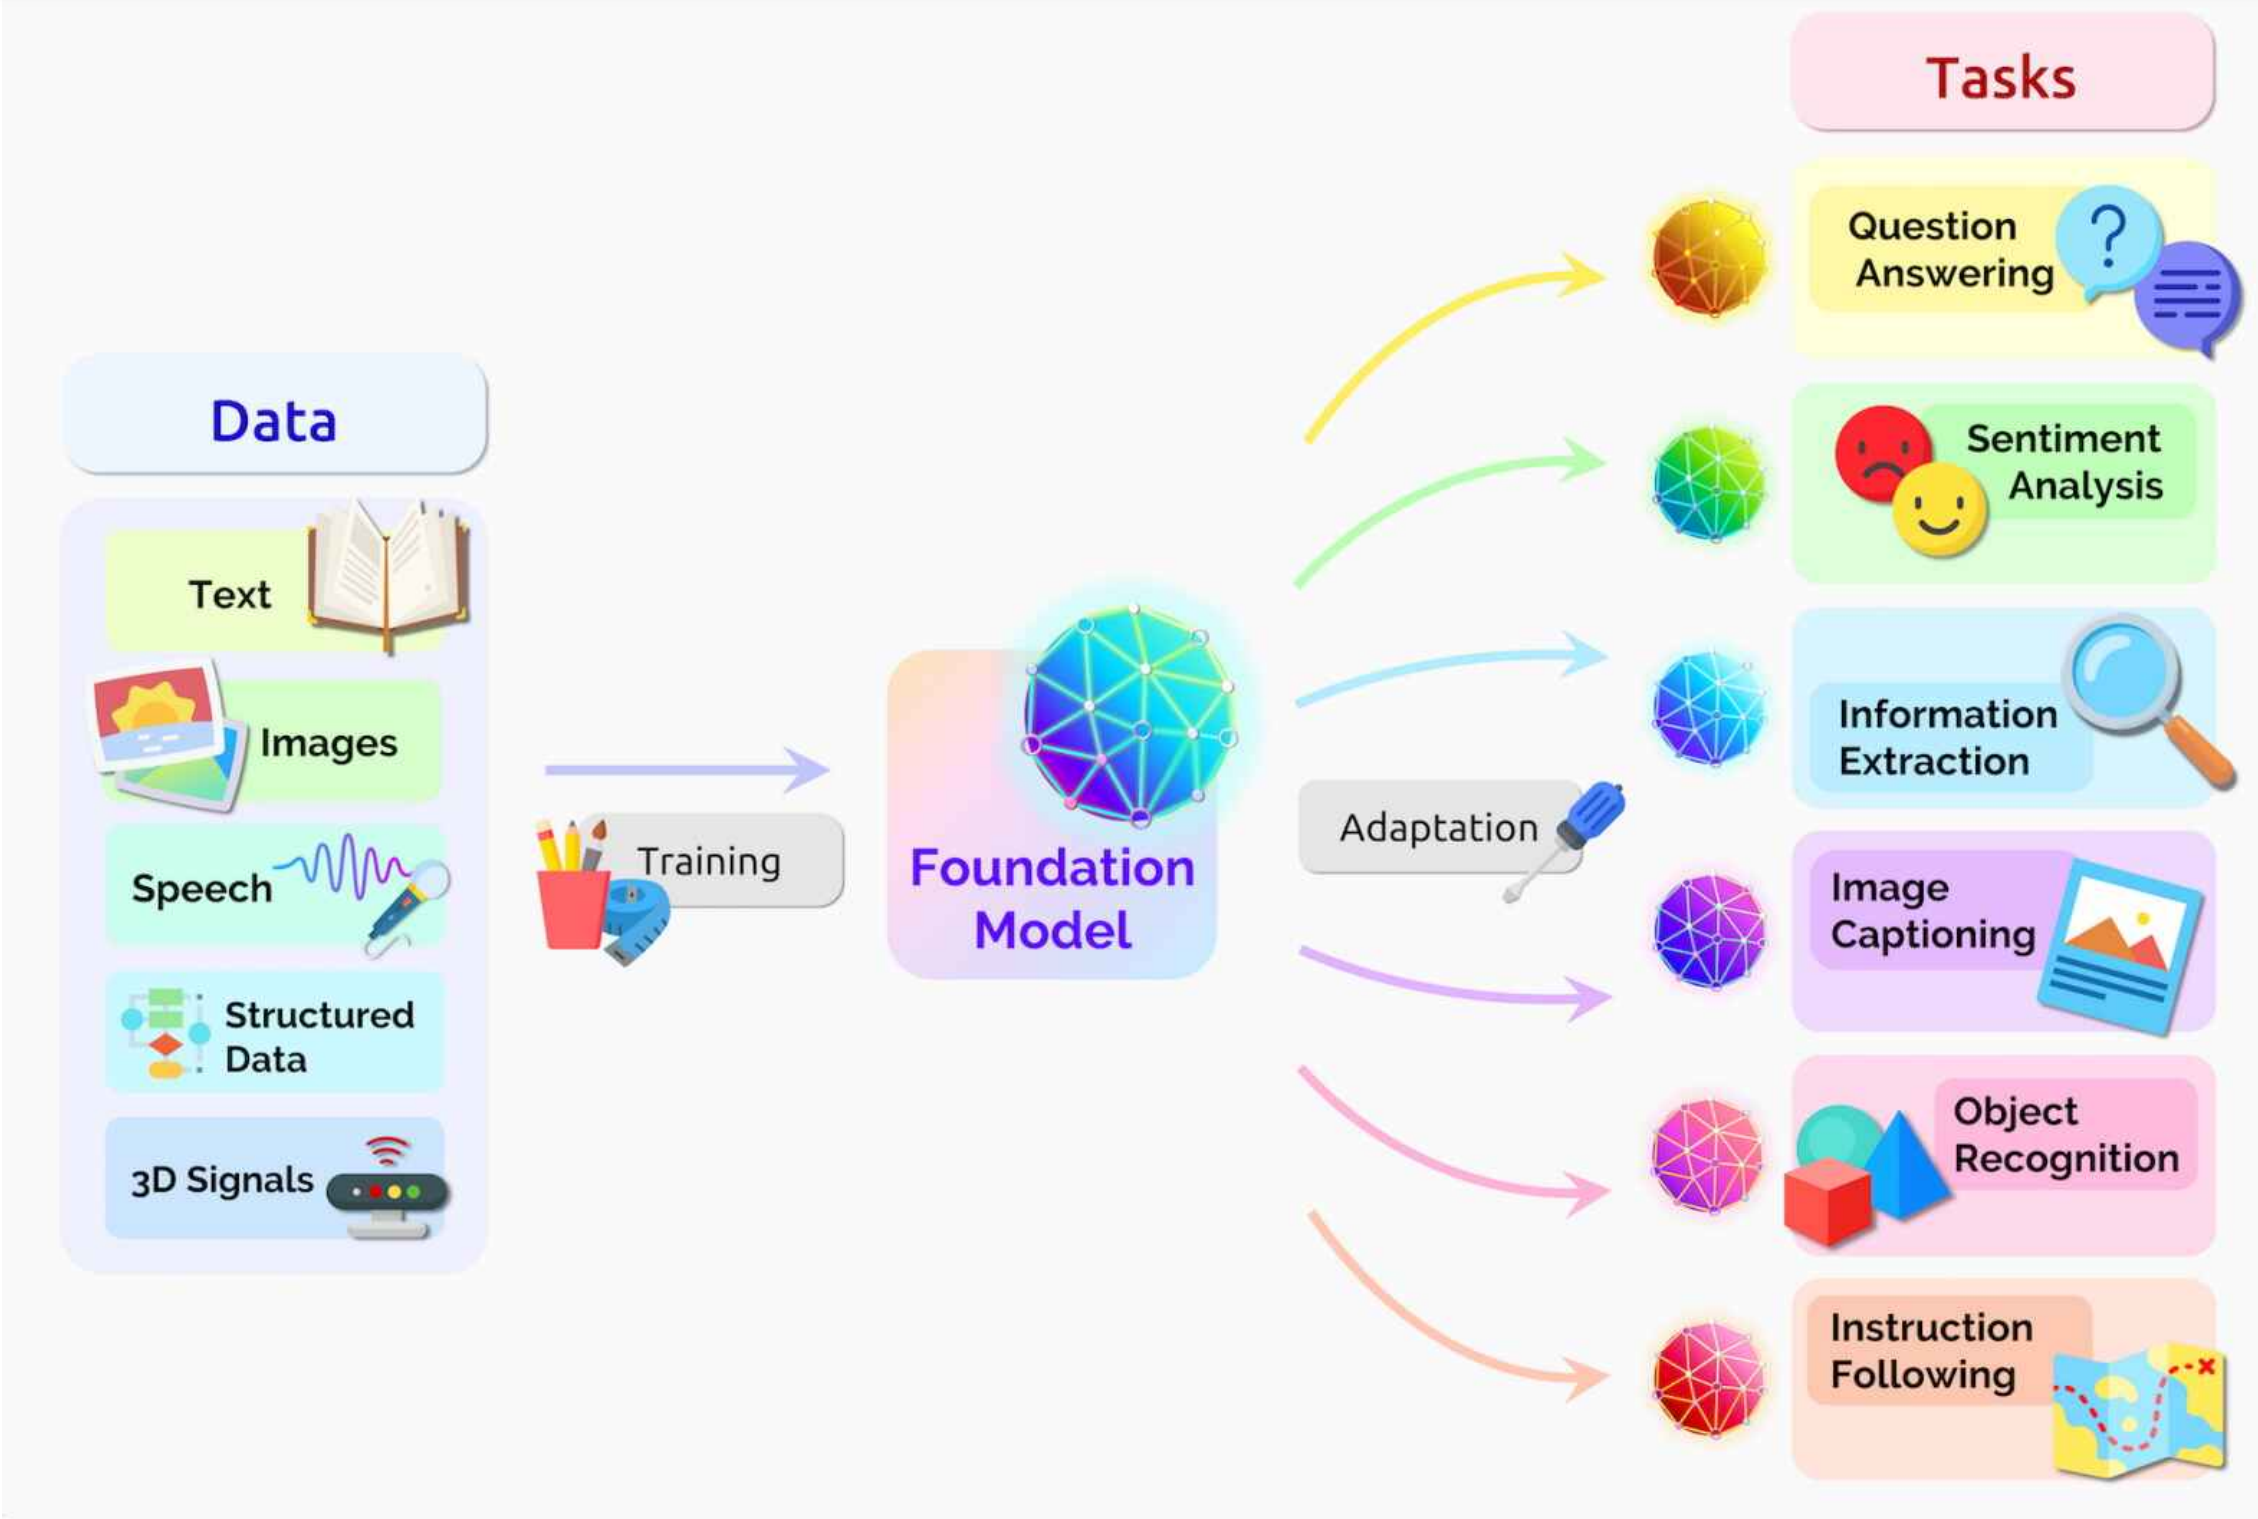 Data
Text
Images
Speech
Structured
Data
3D Signals
Training
Foundation
Model
Adaptation
Tasks
Question
Answering
Sentiment
Analysis
Information
Extraction
Image
Captioning
Object
Recognition
Instruction
Following